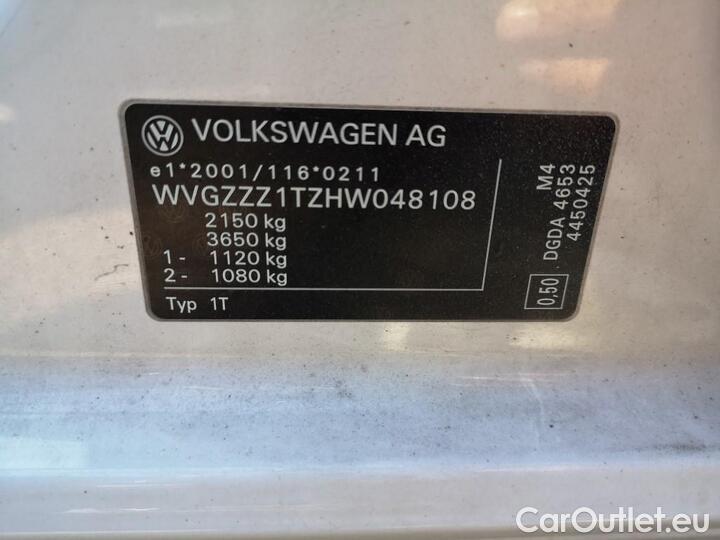 VOLKSWAGEN AG
e1*2001/116*0211
WVGZZZ1TZHW048108
2150 kg
3650 kg
1 - 1120 kg
2 - 1080 kg
Typ 1T
M4
DGDA 4653
4450425
0,50
CarOutlet.eu